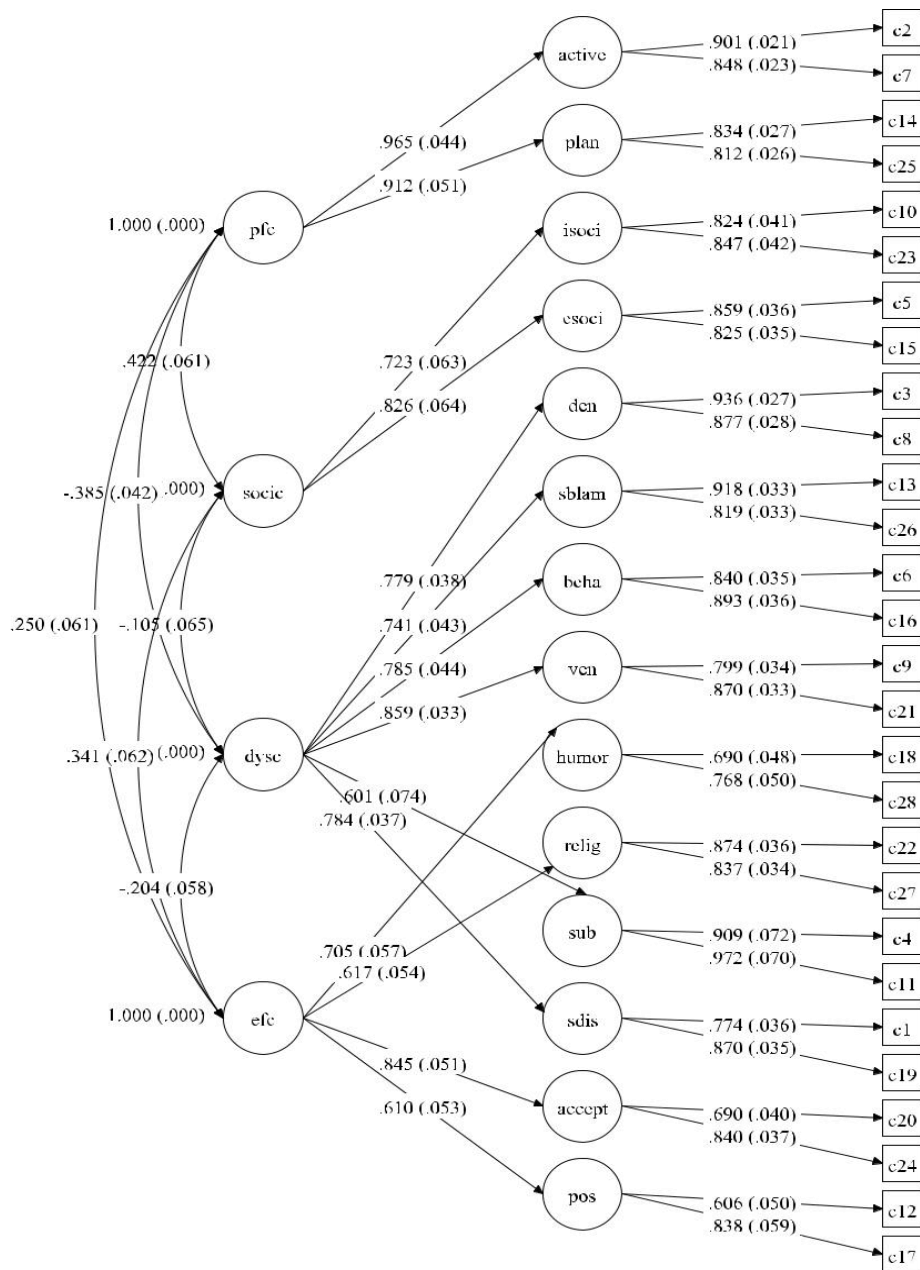 c2
.901 (.021)
active
.848 (.023)
c7
c14
.834 (.027)
.965 (.044)
plan
.812 (.026)
c25
.912 (.051)
c10
.824 (.041)
1.000 (.000)
pfc
isoci
.847 (.042)
c23
c5
.859 (.036)
esoci
.825 (.035)
c15
.422 (.061)
.723 (.063)
c3
.936 (.027)
.826 (.064)
den
.877 (.028)
c8
c13
-.385 (.042)
.000)
socic
sblam
.918 (.033)
.819 (.033)
c26
c6
.779 (.038)
beha
.840 (.035)
.893 (.036)
c16
.250 (.061)
-.105 (.065)
.741 (.043)
c9
.785 (.044)
ven
.799 (.034)
.870 (.033)
c21
.859 (.033)
c18
.341 (.062)
(.000)
dysc
humor
.690 (.048)
.768 (.050)
c28
.601 (.074)
.784 (.037)
relig
.874 (.036)
c22
.837 (.034)
c27
-.204 (.058)
sub
.909 (.072)
c4
.705 (.057)
.972 (.070)
c11
.617 (.054)
1.000 (.000)
efc
sdis
.774 (.036)
c1
.870 (.035)
c19
.845 (.051)
accept
.690 (.040)
c20
.610 (.053)
.840 (.037)
c24
pos
.606 (.050)
c12
.838 (.059)
c17